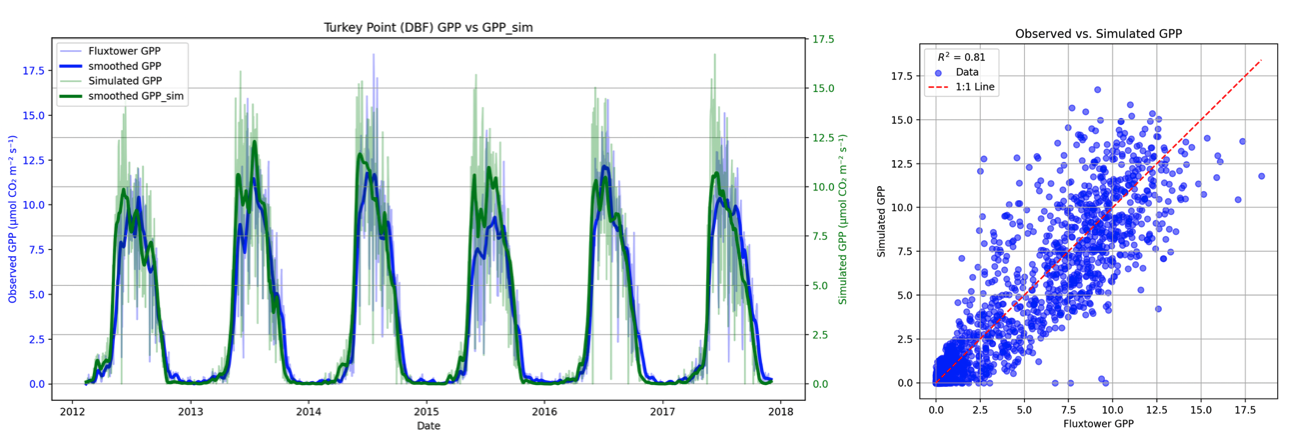 Turkey Point (DBF) GPP vs GPP_sim
Fluxtower GPP
smoothed GPP
Simulated GPP
smoothed GPP_sim
Observed GPP (μmol CO₂ m⁻² s⁻¹)
17.5
15.0
12.5
10.0
7.5
5.0
2.5
0.0
2012 2013 2014 2015 2016 2017 2018
Date
17.5
15.0
12.5
10.0
7.5
5.0
2.5
0.0
Simulated GPP (μmol CO₂ m⁻² s⁻¹)
Observed vs. Simulated GPP
R² = 0.81
Data
1:1 Line
Simulated GPP
17.5
15.0
12.5
10.0
7.5
5.0
2.5
0.0
0.0 2.5 5.0 7.5 10.0 12.5 15.0 17.5
Fluxtower GPP